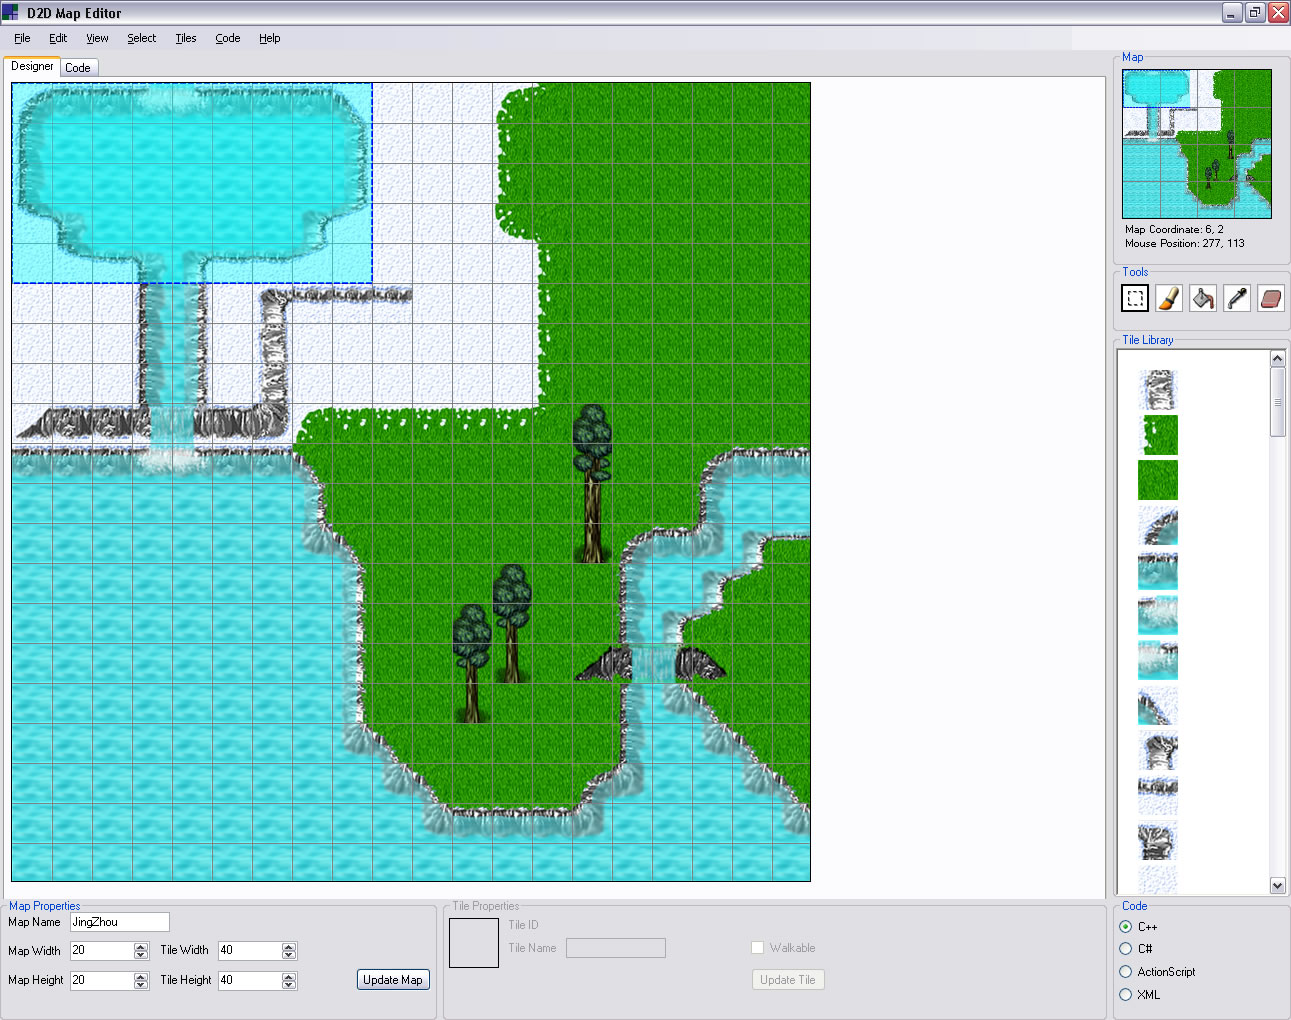 D2D Map Editor
File Edit View Select Tiles Code Help
Designer Code
Map
Map Coordinate: 6, 2
Mouse Position: 277, 113
Tools
Tile Library
Map Properties
Map Name JingZhou
Map Width 20 Tile Width 40
Map Height 20 Tile Height 40
Update Map
Tile Properties
Tile ID
Tile Name
Walkable
Update Tile
Code
C++
C#
ActionScript
XML